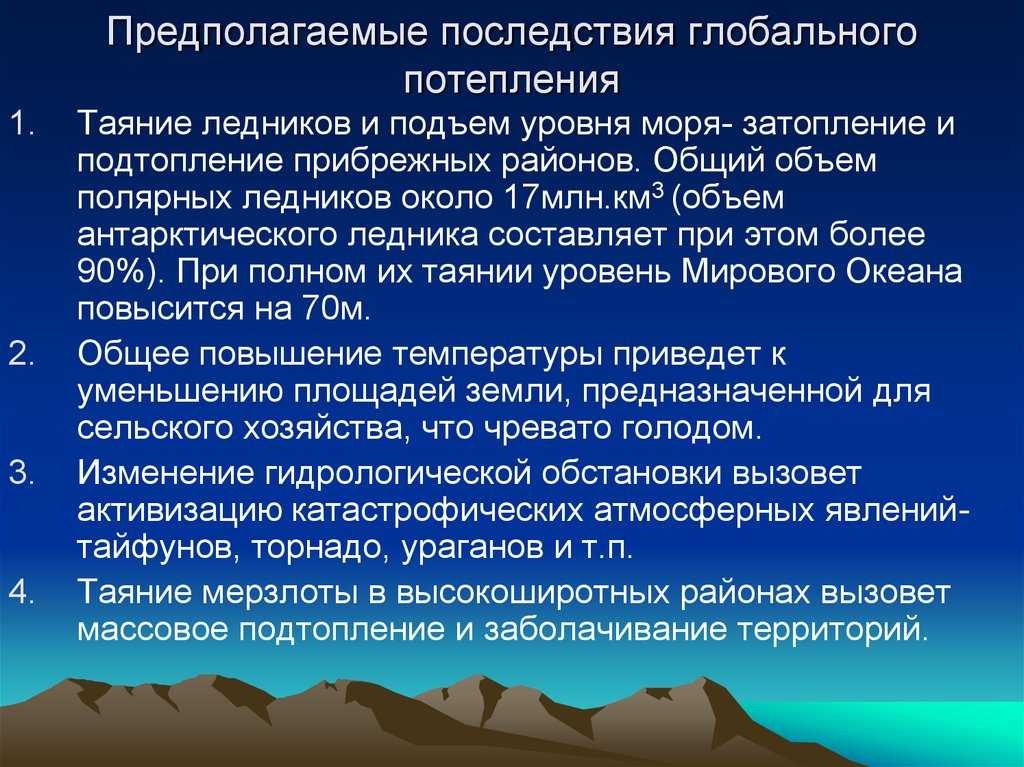 Предполагаемые последствия глобального
потепления
1. Таяние ледников и подъем уровня моря- затопление и
подтопление прибрежных районов. Общий объем
полярных ледников около 17млн.км³ (объем
антарктического ледника составляет при этом более
90%). При полном их таянии уровень Мирового Океана
повысится на 70м.
2. Общее повышение температуры приведет к
уменьшению площадей земли, предназначенной для
сельского хозяйства, что чревато голодом.
3. Изменение гидрологической обстановки вызовет
активизацию катастрофических атмосферных явлений-
тайфунов, торнадо, ураганов и т.п.
4. Таяние мерзлоты в высокоширотных районах вызовет
массовое подтопление и заболачивание территорий.